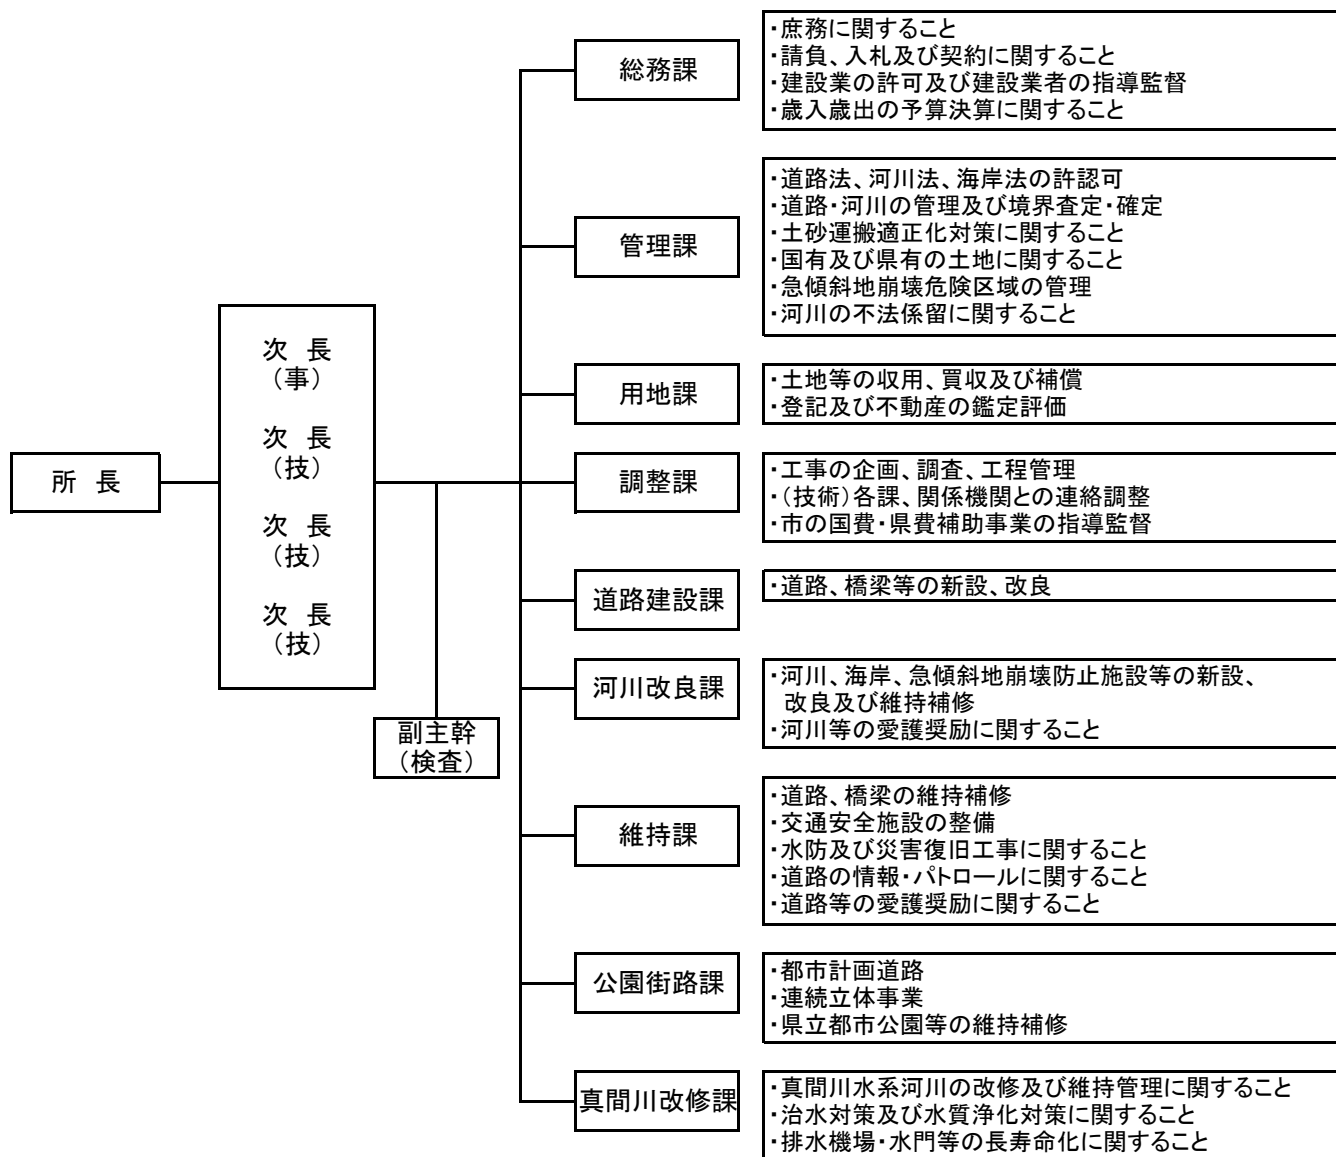 所 長
次 長
（事）
次 長
（技）
次 長
（技）
次 長
（技）
副主幹
（検査）
総務課
・庶務に関すること
・請負、入札及び契約に関すること
・建設業の許可及び建設業者の指導監督
・歳入歳出の予算決算に関すること
管理課
・道路法、河川法、海岸法の許認可
・道路・河川の管理及び境界査定・確定
・土砂運搬適正化対策に関すること
・国有及び県有の土地に関すること
・急傾斜地崩壊危険区域の管理
・河川の不法係留に関すること
用地課
・土地等の収用、買収及び補償
・登記及び不動産の鑑定評価
調整課
・工事の企画、調査、工程管理
・（技術）各課、関係機関との連絡調整
・市の国費・県費補助事業の指導監督
道路建設課
・道路、橋梁等の新設、改良
河川改良課
・河川、海岸、急傾斜地崩壊防止施設等の新設、
改良及び維持補修
・河川等の愛護奨励に関すること
維持課
・道路、橋梁の維持補修
・交通安全施設の整備
・水防及び災害復旧工事に関すること
・道路の情報・パトロールに関すること
・道路等の愛護奨励に関すること
公園街路課
・都市計画道路
・連続立体事業
・県立都市公園等の維持補修
真間川改修課
・真間川水系河川の改修及び維持管理に関すること
・治水対策及び水質浄化対策に関すること
・排水機場・水門等の長寿命化に関すること